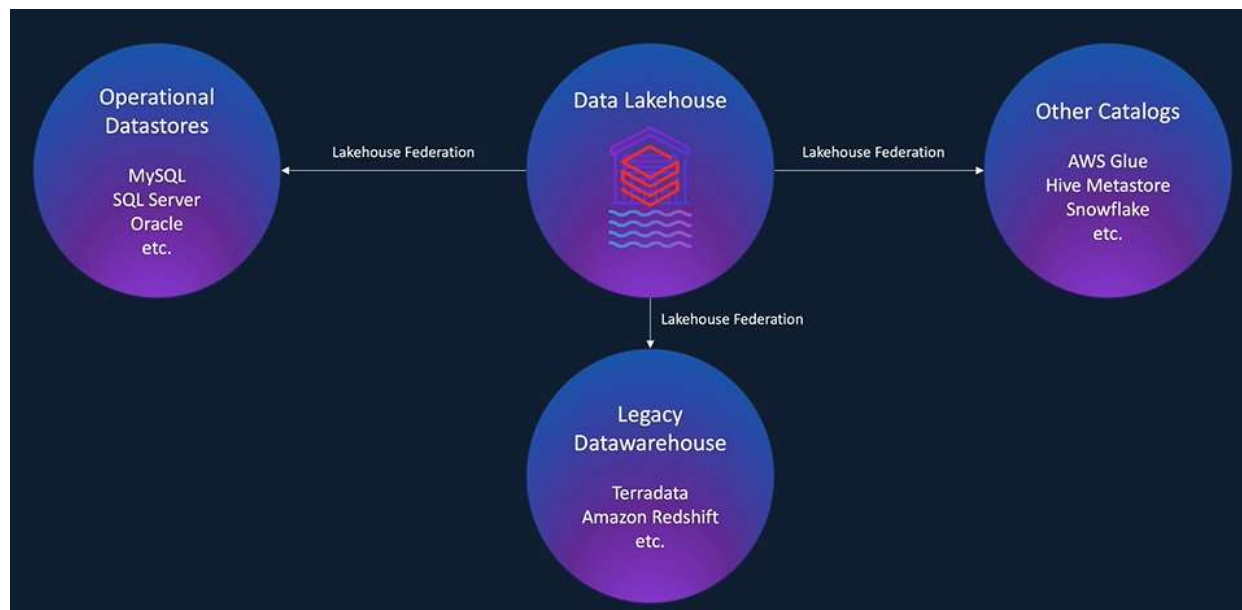 Operational
Datastores
MySQL
SQL Server
Oracle
etc.
Lakehouse Federation
Data Lakehouse
Lakehouse Federation
Other Catalogs
AWS Glue
Hive Metastore
Snowflake
etc.
Lakehouse Federation
Legacy
Datawarehouse
Terradata
Amazon Redshift
etc.